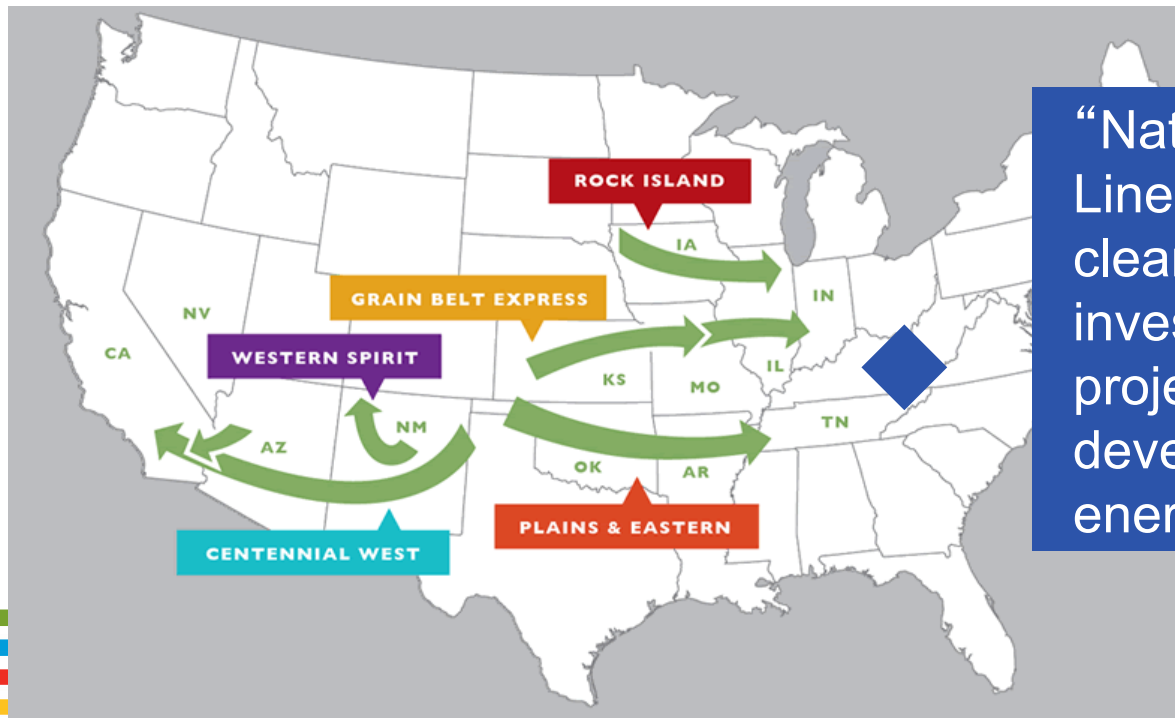 “Nat
Line
clear
inves
proje
deve
ener
ROCK ISLAND
IA
GRAIN BELT EXPRESS
IN
NV
WESTERN SPIRIT
CA
KS
IL
MO
NM
TN
AZ
OK
AR
PLAINS & EASTERN
CENTENNIAL WEST